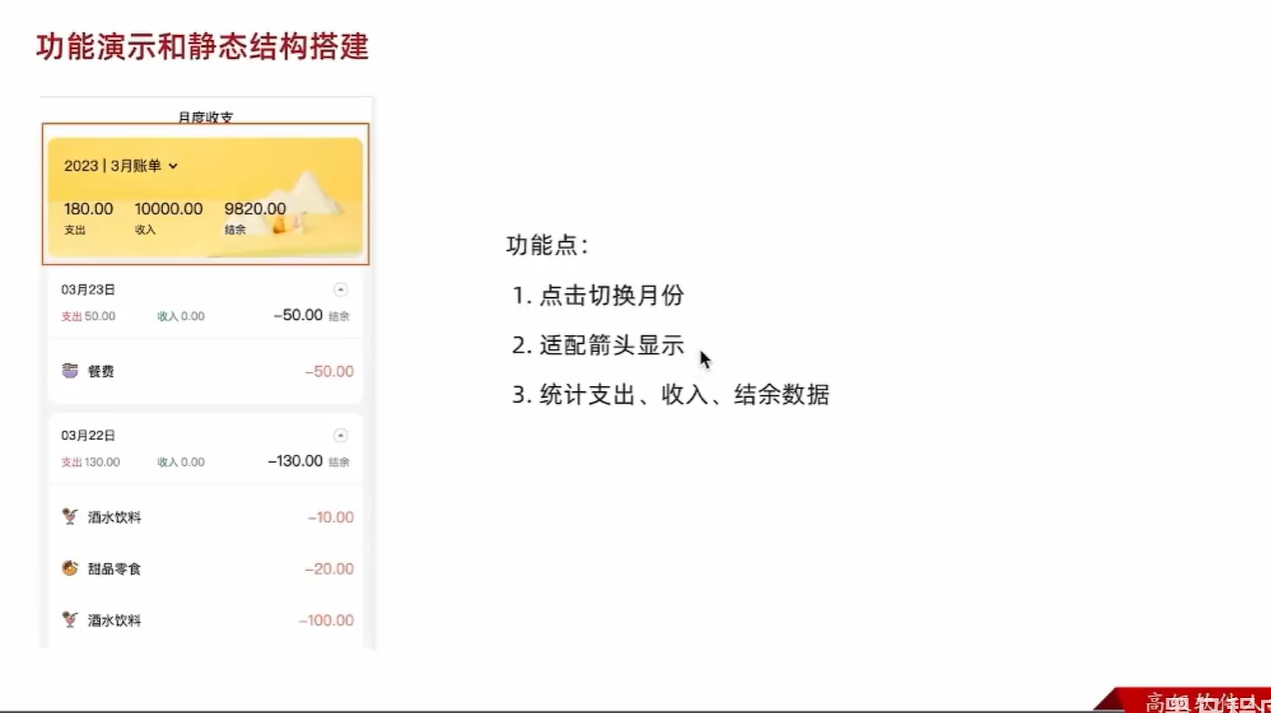 功能演示和静态结构搭建
月度收支
2023 | 3月账单
180.00 10000.00 9820.00
支出 收入 结余
03月23日
支出 50.00 收入 0.00 -50.00 结余
餐费 -50.00
03月22日
支出 130.00 收入 0.00 -130.00 结余
酒水饮料 -10.00
甜品零食 -20.00
酒水饮料 -100.00
功能点：
1. 点击切换月份
2. 适配箭头显示
3. 统计支出、收入、结余数据